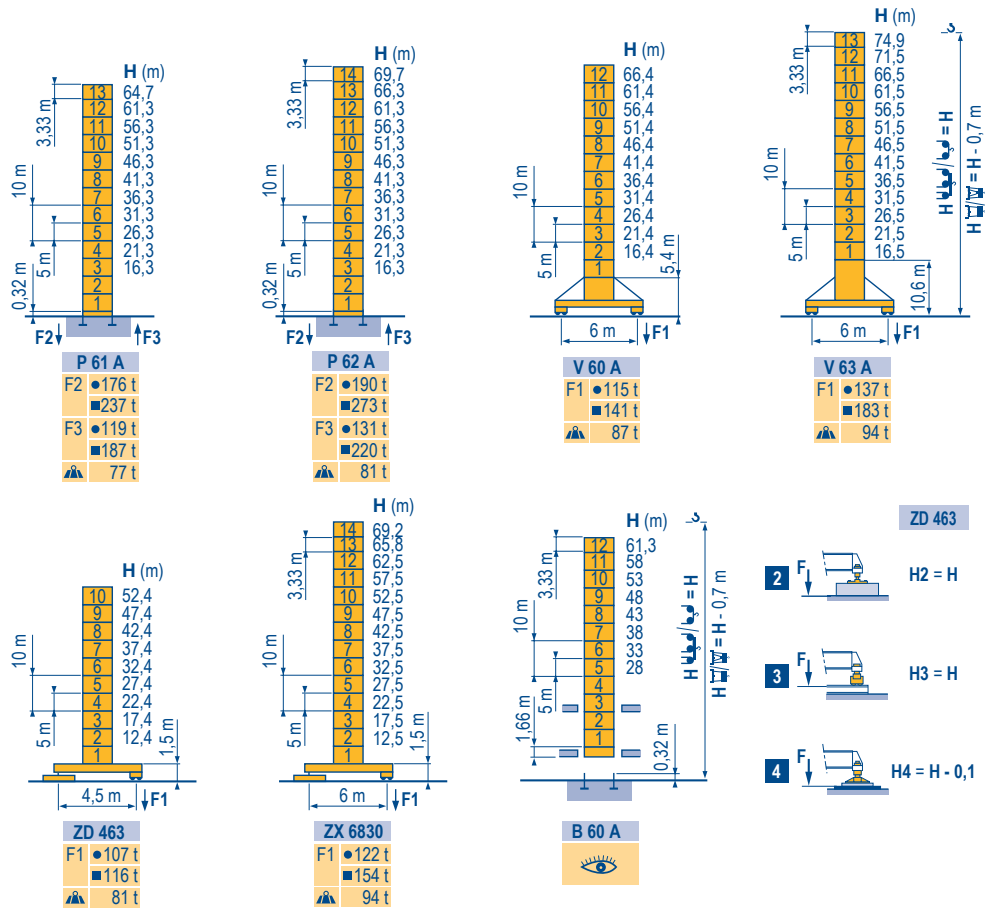 H (m)
13 64,7
12 61,3
11 56,3
10 51,3
9 46,3
8 41,3
7 36,3
6 31,3
5 26,3
4 21,3
3 16,3
2
1
3,33 m
10 m
5 m
0,32 m
F2
F3
P 61 A
F2 ●176 t
■237 t
F3 ●119 t
■187 t
77 t
H (m)
14 69,7
13 66,3
12 61,3
11 56,3
10 51,3
9 46,3
8 41,3
7 36,3
6 31,3
5 26,3
4 21,3
3 16,3
2
1
3,33 m
10 m
5 m
0,32 m
F2
F3
P 62 A
F2 ●190 t
■273 t
F3 ●131 t
■220 t
81 t
H (m)
12 66,4
11 61,4
10 56,4
9 51,4
8 46,4
7 41,4
6 36,4
5 31,4
4 26,4
3 21,4
2 16,4
1
10 m
5 m
5,4 m
6 m
F1
V 60 A
F1 ●115 t
■141 t
87 t
H (m)
13 74,9
12 71,5
11 66,5
10 61,5
9 56,5
8 51,5
7 46,5
6 41,5
5 36,5
4 31,5
3 26,5
2 21,5
1 16,5
3,33 m
10 m
5 m
10,6 m
H / = H
H / = H - 0,7 m
6 m
F1
V 63 A
F1 ●137 t
■183 t
94 t
H (m)
10 52,4
9 47,4
8 42,4
7 37,4
6 32,4
5 27,4
4 22,4
3 17,4
2 12,4
1
10 m
5 m
1,5 m
4,5 m
F1
ZD 463
F1 ●107 t
■116 t
81 t
H (m)
14 69,2
13 65,8
12 62,5
11 57,5
10 52,5
9 47,5
8 42,5
7 37,5
6 32,5
5 27,5
4 22,5
3 17,5
2 12,5
1
3,33 m
10 m
5 m
1,5 m
6 m
F1
ZX 6830
F1 ●122 t
■154 t
94 t
H (m)
12 61,3
11 58
10 53
9 48
8 43
7 38
6 33
5 28
4
3
2
1
3,33 m
10 m
5 m
1,66 m
0,32 m
H / = H
H / = H - 0,7 m
B 60 A
ZD 463
2 F H2 = H
3 F H3 = H
4 F H4 = H - 0,1